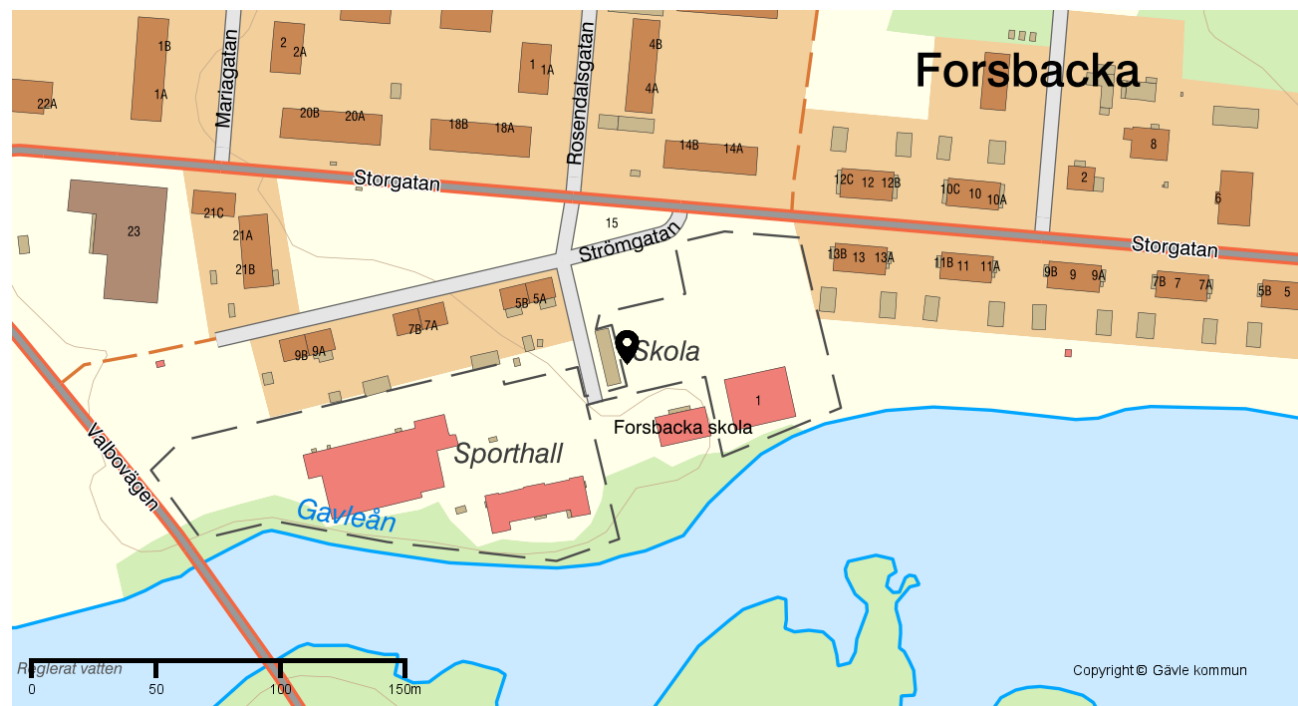 Forsbacka
1B
1A
22A
Mariagatan
2
2A
20B
20A
18B
18A
1
1A
Rosendalsgatan
4B
4A
14B
14A
12C
12
12B
10C
10
10A
8
2
6
Storgatan
Storgatan
23
21C
21A
21B
15
Strömgatan
13B
13
13A
11B
11
11A
9B
9
9A
7B
7
7A
5B
5
5B
5A
7B
7A
9B
9A
Skola
1
Forsbacka skola
Sporthall
Valbovägen
Gavleån
Reglerat vatten
0
50
100
150m
Copyright© Gävle kommun